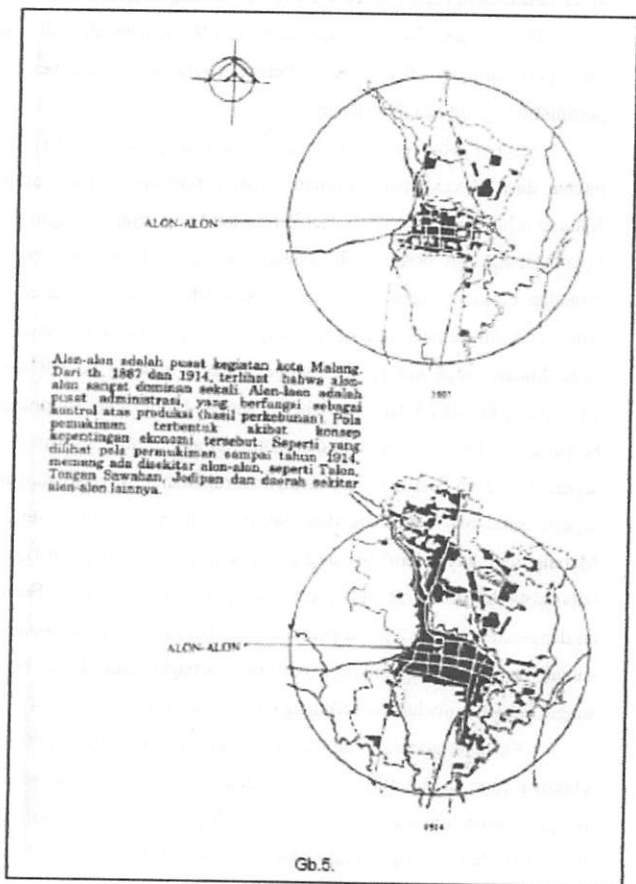 ALON-ALON
Alon-alon adalah pusat kegiatan kota Malang.
Dari th. 1887 dan 1914, terlihat bahwa alon-
alon sangat dominan sekali. Alen-laen adalah
pusat administrasi, yang berfungsi sebagai
kontrol atas produksi (hasil perkebunan). Pola
pemukiman terbentuk akibat konsep
kepentingan ekonomi tersebut. Seperti yang
dilihat pola permukiman sampai tahun 1914,
memang ada disekitar alon-alon, seperti Talon,
Tongan Sawahan, Jodipan dan daerah sekitar
alon-alon lainnya.
ALON-ALON
1914
Gb.5.